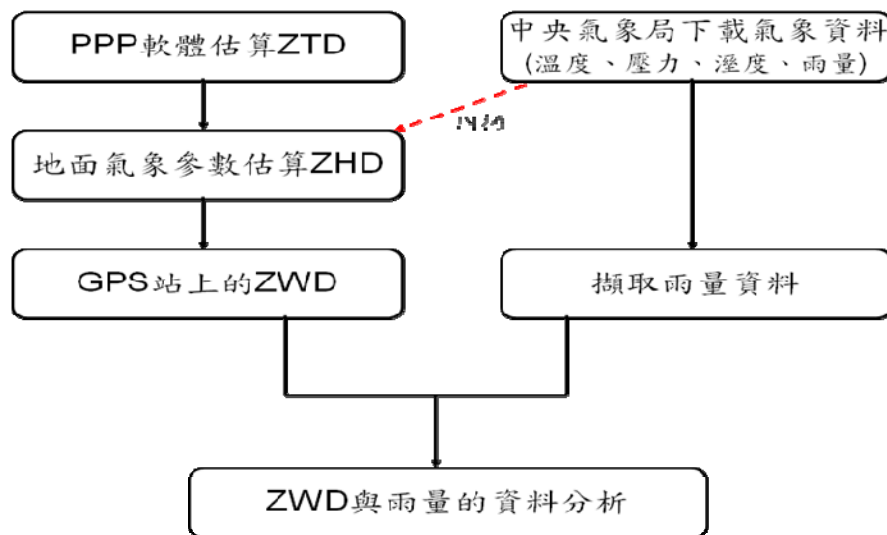 PPP軟體估算ZTD
中央氣象局下載氣象資料
(溫度、壓力、溼度、雨量)
地面氣象參數估算ZHD
GPS站上的ZWD
擷取雨量資料
ZWD與雨量的資料分析